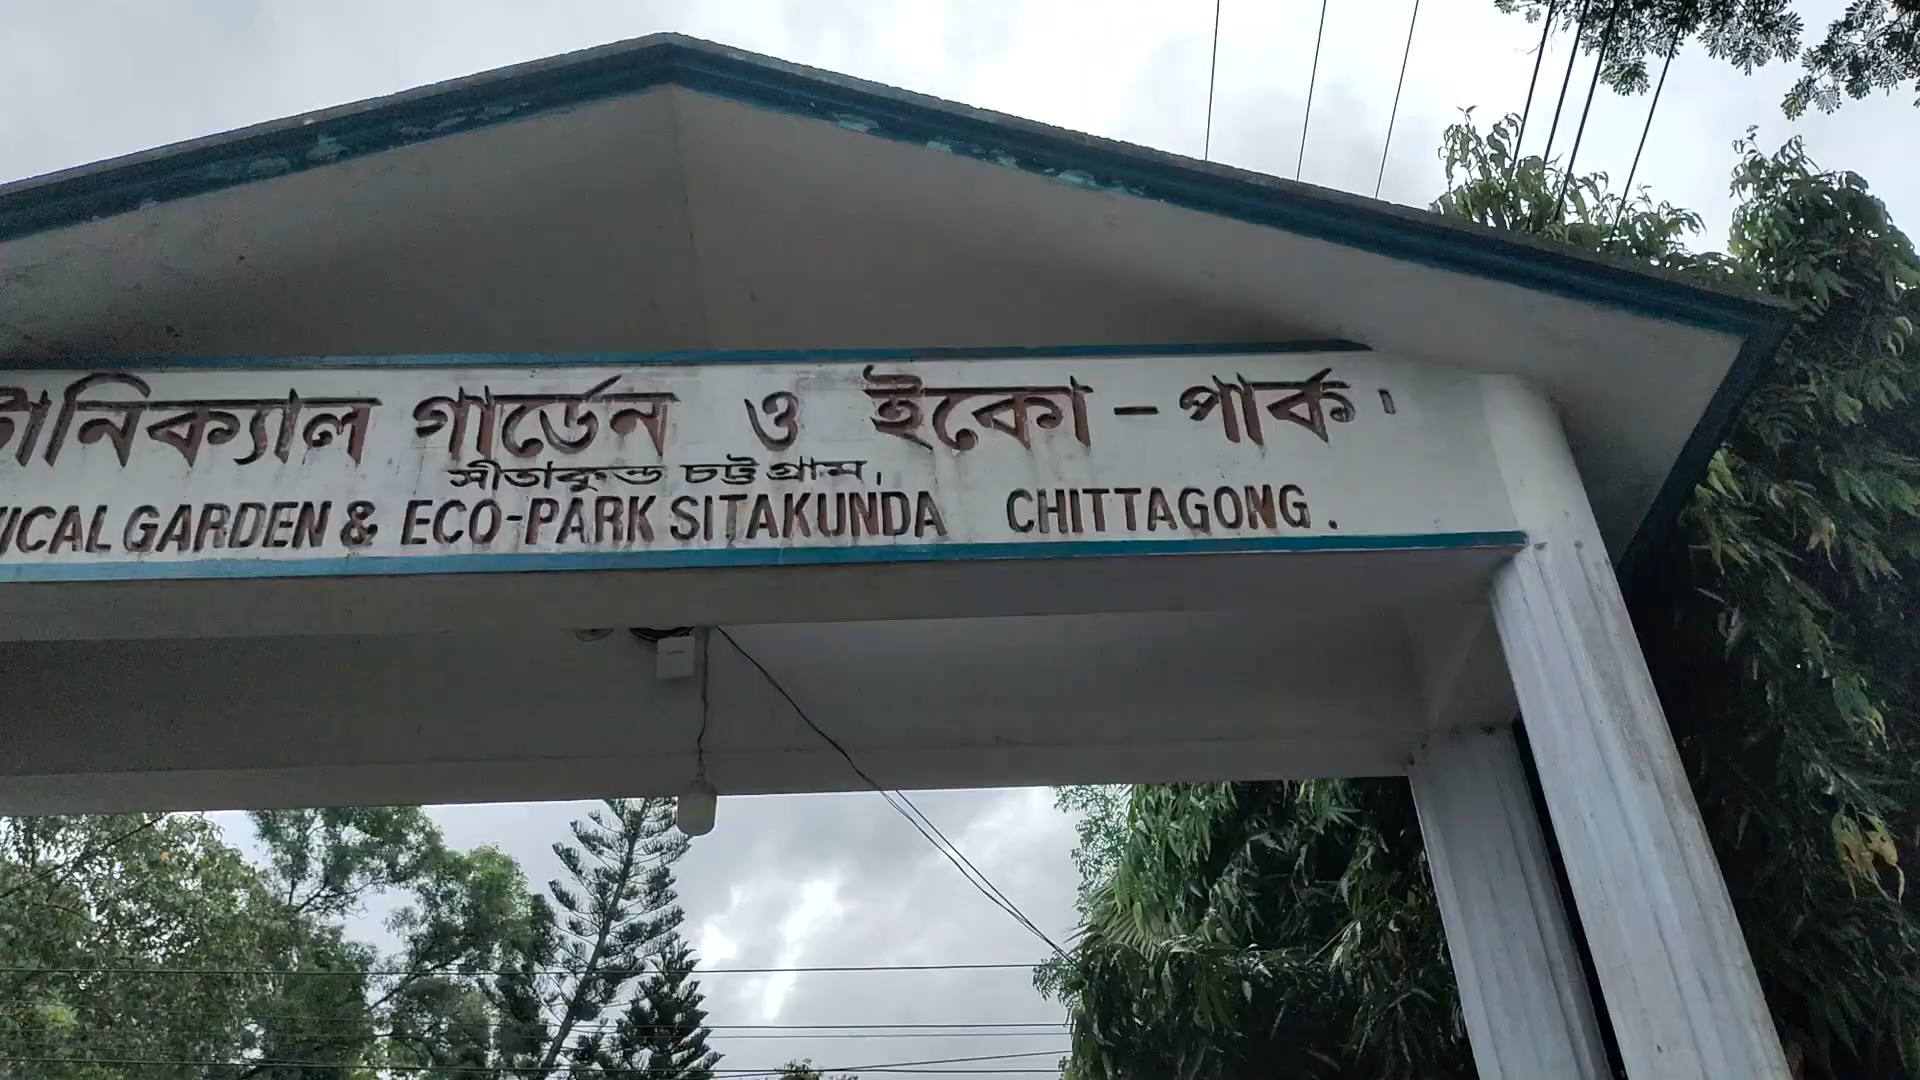 টানিক্যাল গার্ডেন ও ইকো - পার্ক।
সীতাকুন্ড চট্টগ্রাম,
ICAL GARDEN & ECO-PARK SITAKUNDA CHITTAGONG.